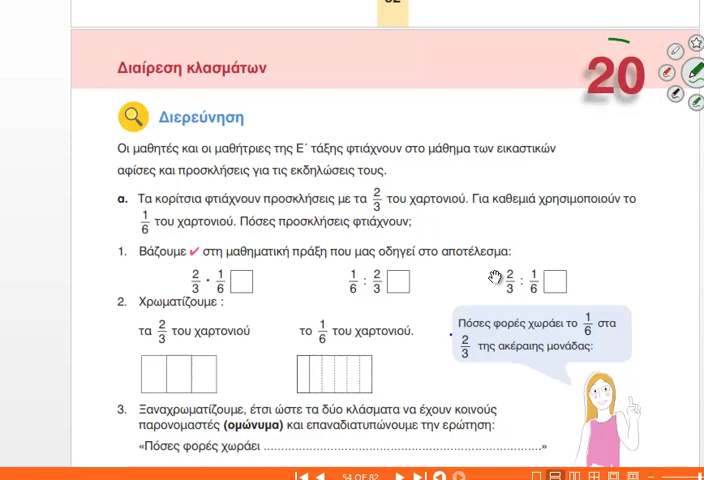 Διαίρεση κλασμάτων
20
Διερεύνηση
Οι μαθητές και οι μαθήτριες της Ε΄ τάξης φτιάχνουν στο μάθημα των εικαστικών
αφίσες και προσκλήσεις για τις εκδηλώσεις τους.
α. Τα κορίτσια φτιάχνουν προσκλήσεις με τα 2/3 του χαρτονιού. Για καθεμιά χρησιμοποιούν το
1/6 του χαρτονιού. Πόσες προσκλήσεις φτιάχνουν;
1. Βάζουμε ✔ στη μαθηματική πράξη που μας οδηγεί στο αποτέλεσμα:
2/3 · 1/6 1/6 : 2/3 2/3 : 1/6
2. Χρωματίζουμε :
τα 2/3 του χαρτονιού το 1/6 του χαρτονιού.
Πόσες φορές χωράει το 1/6 στα
2/3 της ακέραιης μονάδας;
3. Ξαναχρωματίζουμε, έτσι ώστε τα δύο κλάσματα να έχουν κοινούς
παρονομαστές (ομώνυμα) και επαναδιατυπώνουμε την ερώτηση:
«Πόσες φορές χωράει ..........................................................................»
54 OF 82